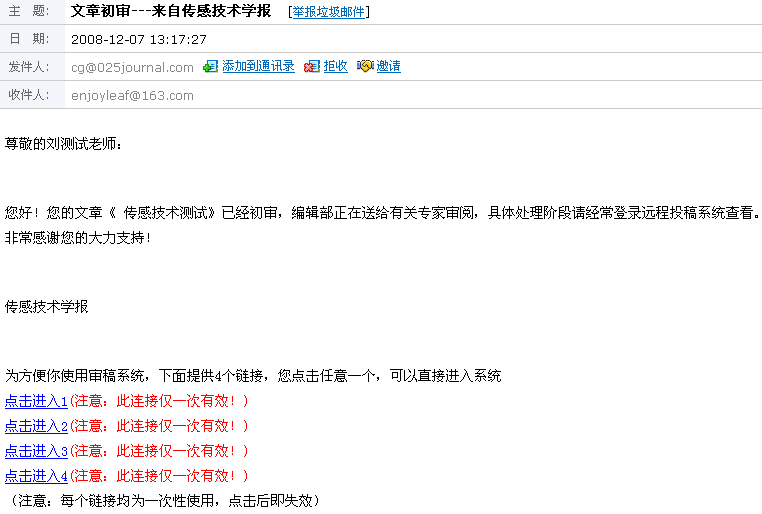 主 题: 文章初审---来自传感技术学报 [举报垃圾邮件]
日 期: 2008-12-07 13:17:27
发件人: cg@025journal.com 添加到通讯录 拒收 邀请
收件人: enjoyleaf@163.com
尊敬的刘测试老师:
您好! 您的文章《 传感技术测试》已经初审, 编辑部正在送给有关专家审阅, 具体处理阶段请经常登录远程投稿系统查看。
非常感谢您的大力支持!
传感技术学报
为方便你使用审稿系统, 下面提供4个链接, 您点击任意一个, 可以直接进入系统
点击进入1(注意: 此连接仅一次有效! )
点击进入2(注意: 此连接仅一次有效! )
点击进入3(注意: 此连接仅一次有效! )
点击进入4(注意: 此连接仅一次有效! )
(注意: 每个链接均为一次性使用, 点击后即失效)